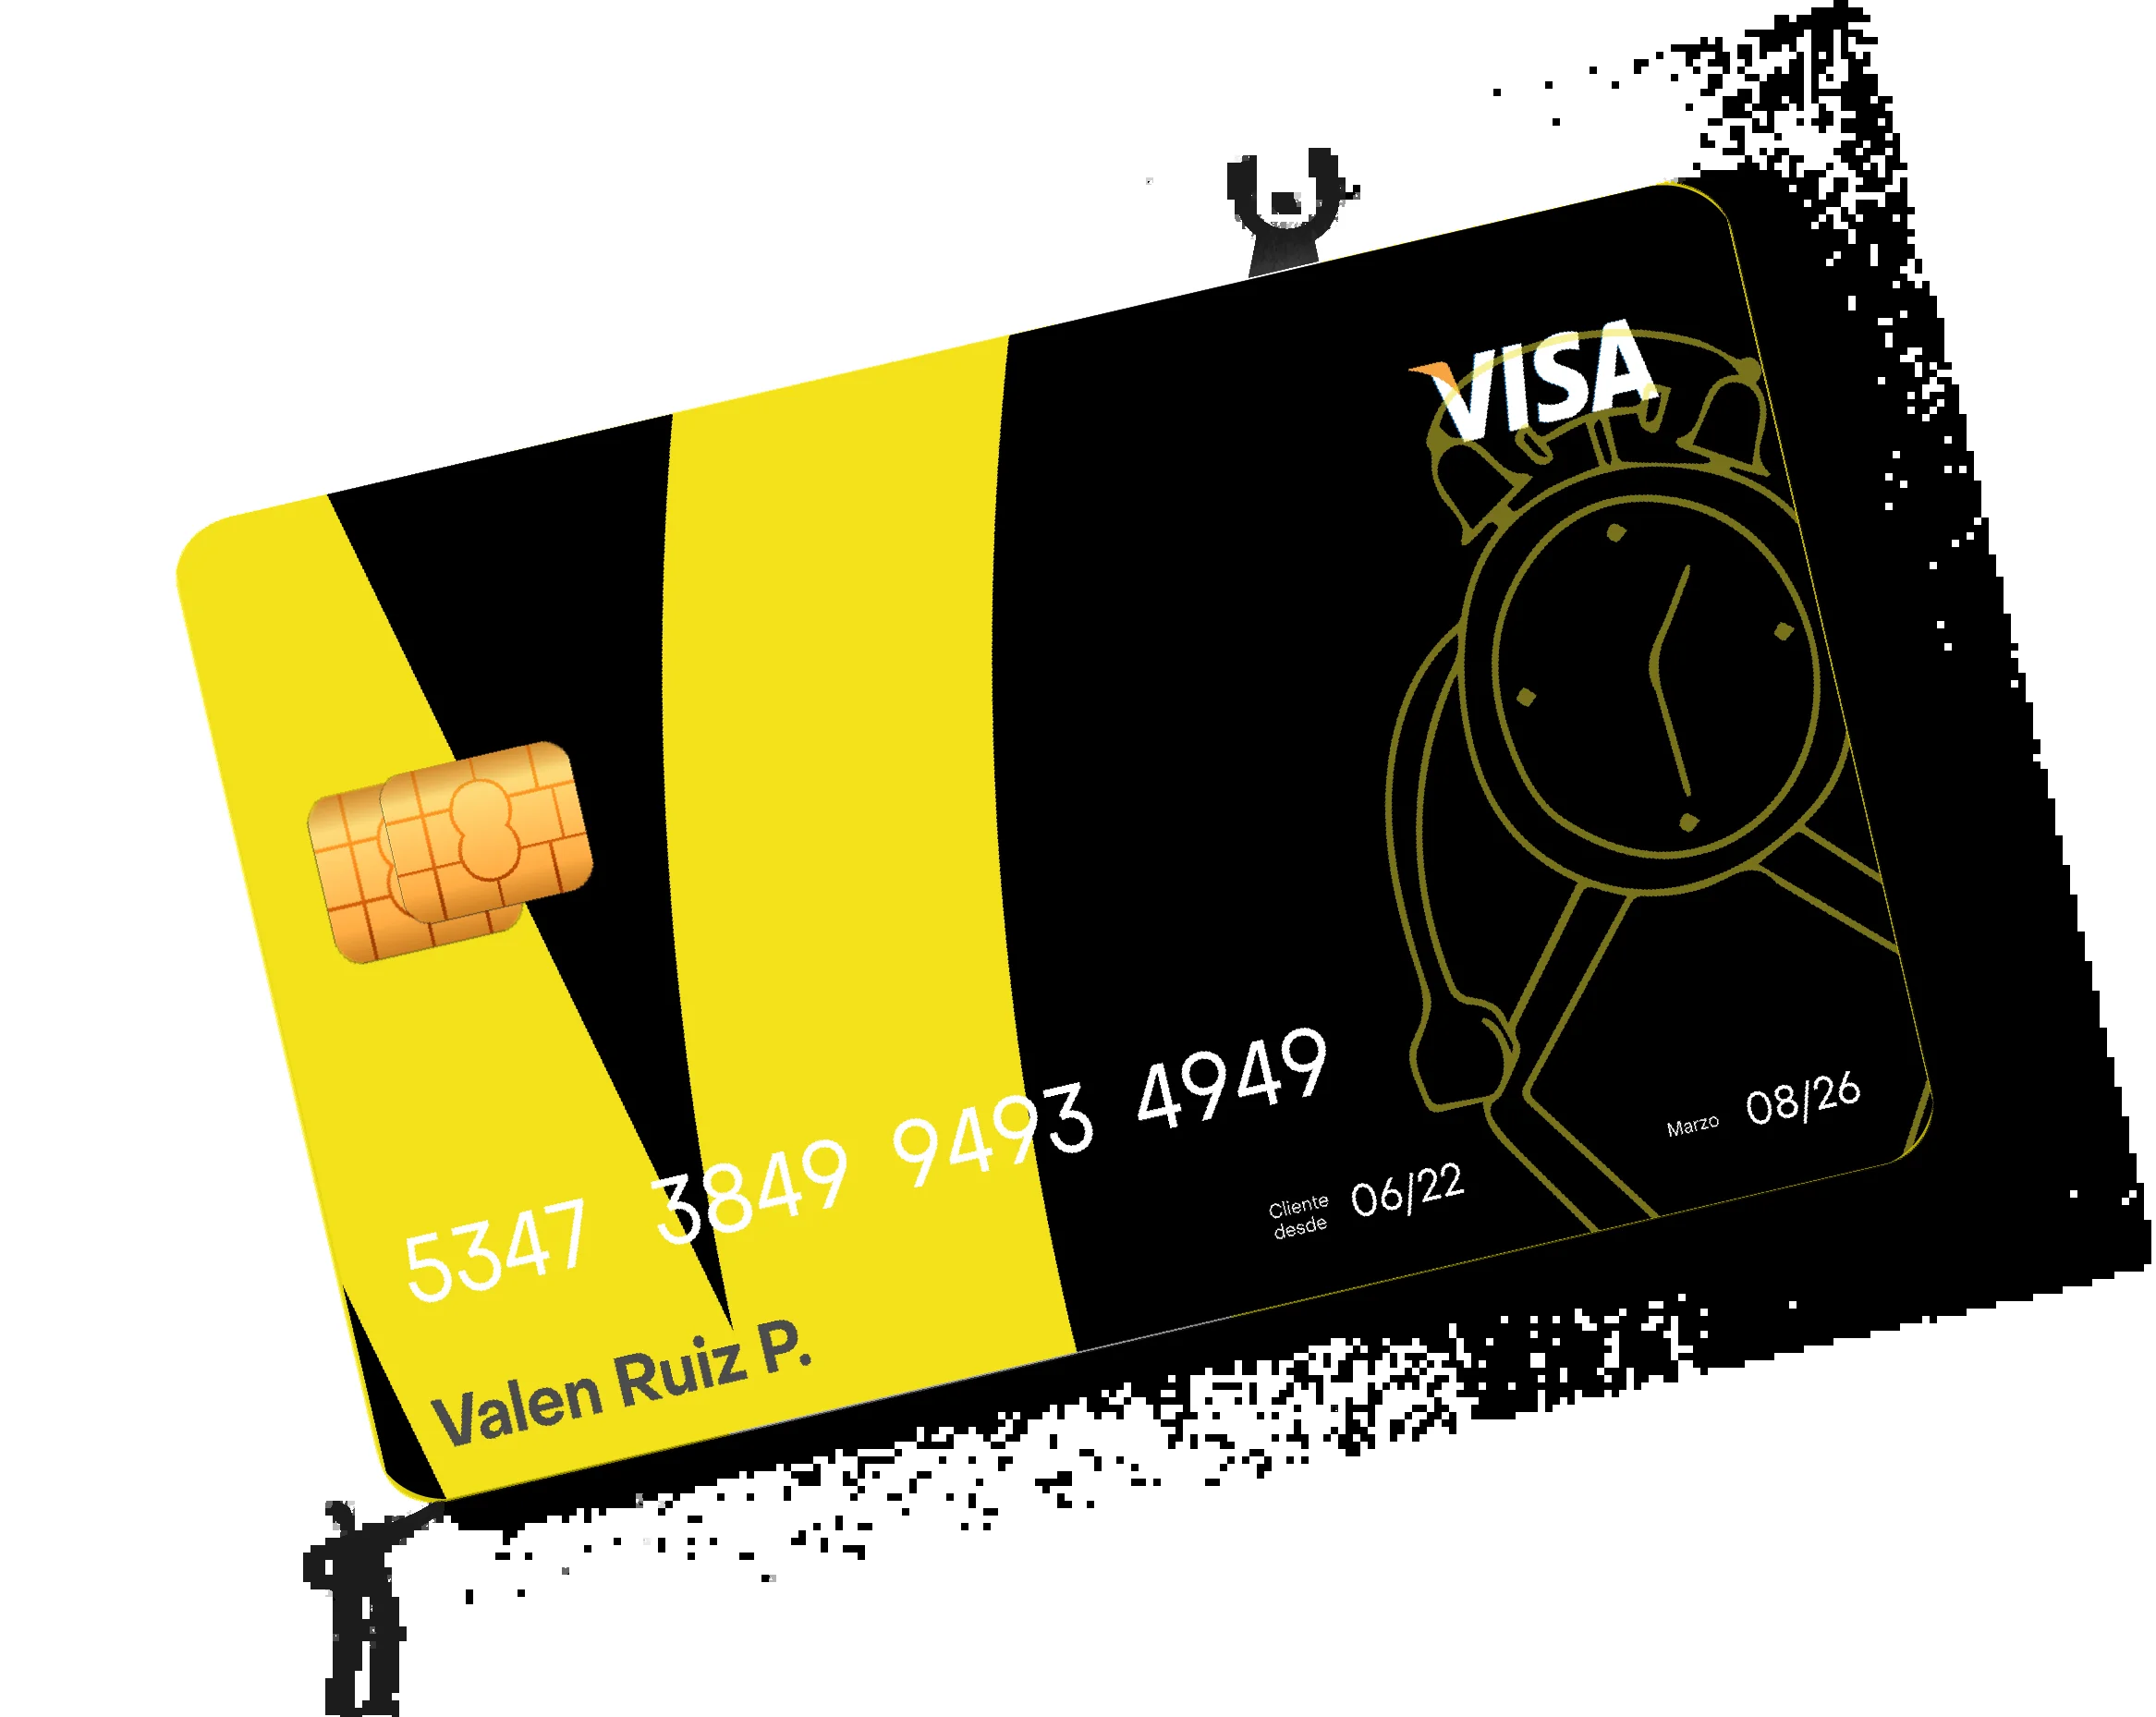 VISA
5347 3849 9493 4949
Marzo 08/26
Cliente
desde 06/22
Valen Ruiz P.